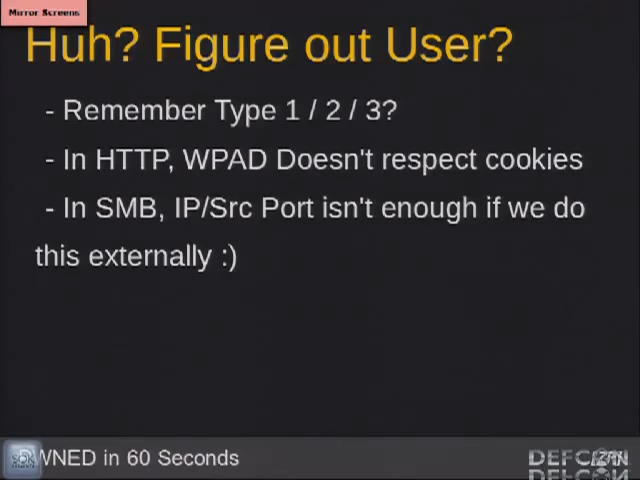 Mirror Screens
Huh? Figure out User?
- Remember Type 1 / 2 / 3?
- In HTTP, WPAD Doesn't respect cookies
- In SMB, IP/Src Port isn't enough if we do
this externally :)
WNED in 60 Seconds
DEFCON
DEFCON